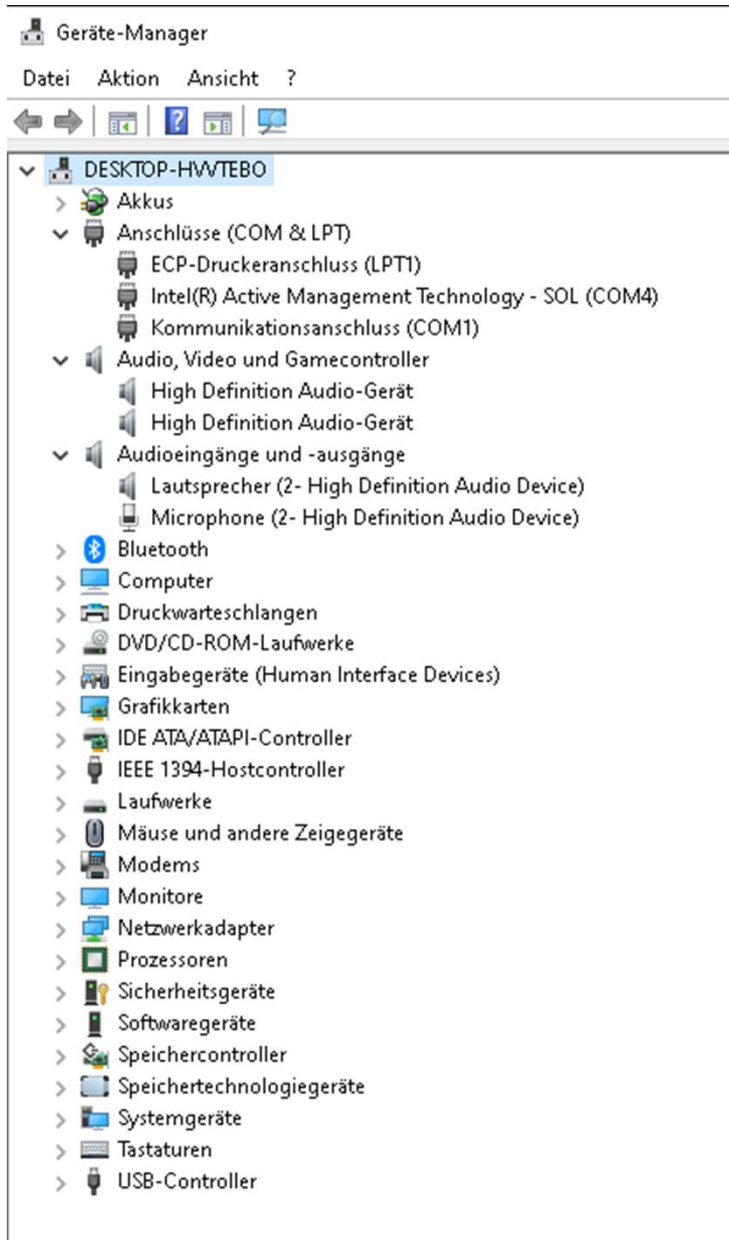 Geräte-Manager
Datei Aktion Ansicht ?
DESKTOP-HVVTEBO
Akkus
Anschlüsse (COM & LPT)
ECP-Druckeranschluss (LPT1)
Intel(R) Active Management Technology - SOL (COM4)
Kommunikationsanschluss (COM1)
Audio, Video und Gamecontroller
High Definition Audio-Gerät
High Definition Audio-Gerät
Audioeingänge und -ausgänge
Lautsprecher (2- High Definition Audio Device)
Microphone (2- High Definition Audio Device)
Bluetooth
Computer
Druckwarteschlangen
DVD/CD-ROM-Laufwerke
Eingabegeräte (Human Interface Devices)
Grafikkarten
IDE ATA/ATAPI-Controller
IEEE 1394-Hostcontroller
Laufwerke
Mäuse und andere Zeigegeräte
Modems
Monitore
Netzwerkadapter
Prozessoren
Sicherheitsgeräte
Softwaregeräte
Speichercontroller
Speichertechnologiegeräte
Systemgeräte
Tastaturen
USB-Controller